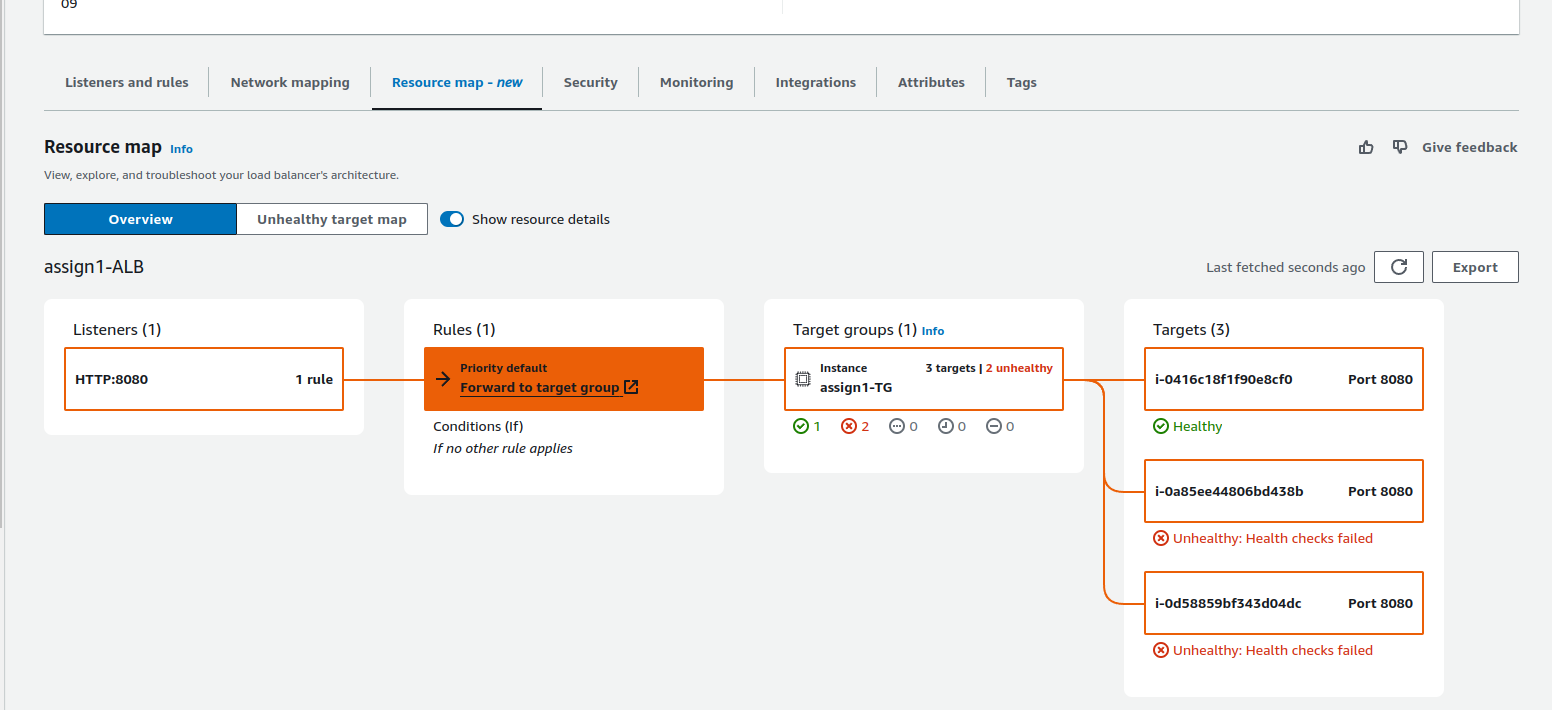 09
Listeners and rules
Network mapping
Resource map - new
Security
Monitoring
Integrations
Attributes
Tags
Resource map Info
Give feedback
View, explore, and troubleshoot your load balancer's architecture.
Overview
Unhealthy target map
Show resource details
assign1-ALB
Last fetched seconds ago
Export
Listeners (1)
HTTP:8080 1 rule
Rules (1)
Priority default
Forward to target group
Conditions (If)
If no other rule applies
Target groups (1) Info
Instance 3 targets | 2 unhealthy
assign1-TG
1 2 0 0 0
Targets (3)
i-0416c18f1f90e8cf0 Port 8080
Healthy
i-0a85ee44806bd438b Port 8080
Unhealthy: Health checks failed
i-0d58859bf343d04dc Port 8080
Unhealthy: Health checks failed